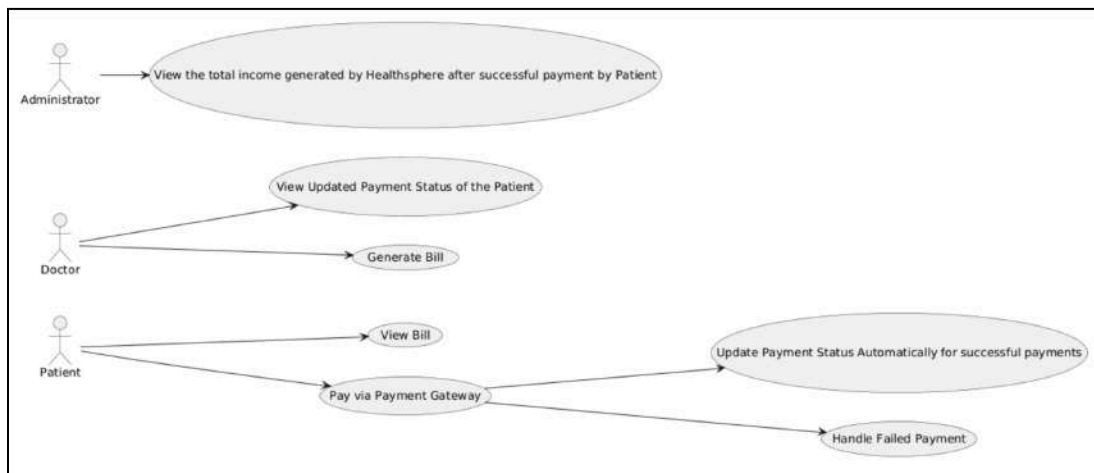 View the total income generated by Healthsphere after successful payment by Patient
Administrator
View Updated Payment Status of the Patient
Generate Bill
Doctor
View Bill
Update Payment Status Automatically for successful payments
Patient
Pay via Payment Gateway
Handle Failed Payment